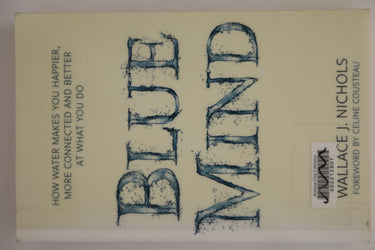 HOW WATER MAKES YOU HAPPIER,
MORE CONNECTED AND BETTER
AT WHAT YOU DO
BLUE
MIND
WALLACE J. NICHOLS
FOREWORD BY CELINE COUSTEAU